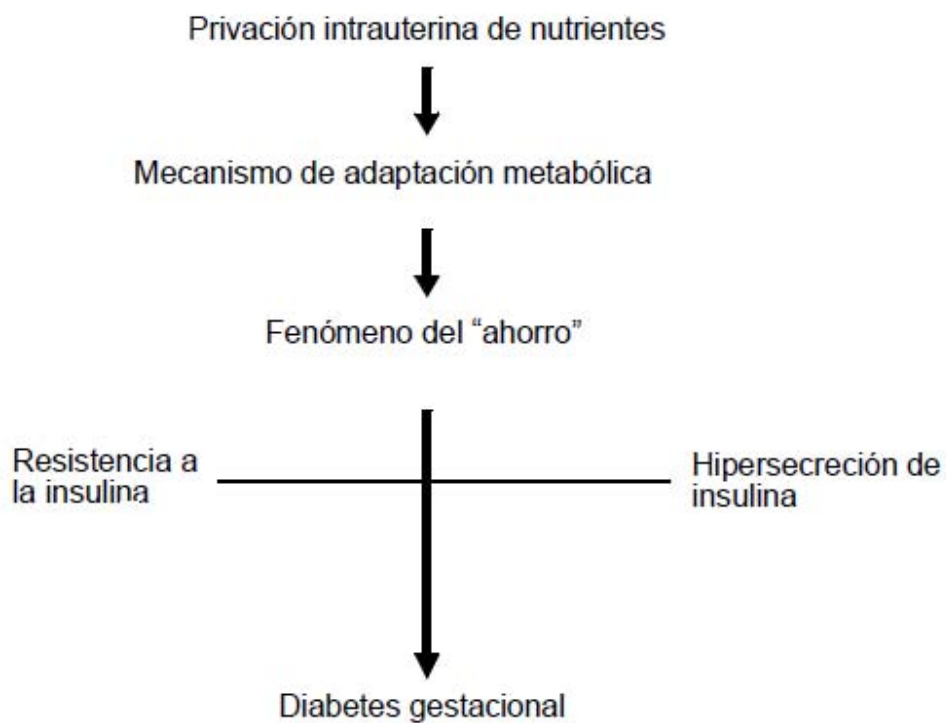 Privación intrauterina de nutrientes
Mecanismo de adaptación metabólica
Fenómeno del “ahorro”
Resistencia a
la insulina
Hipersecreción de
insulina
Diabetes gestacional